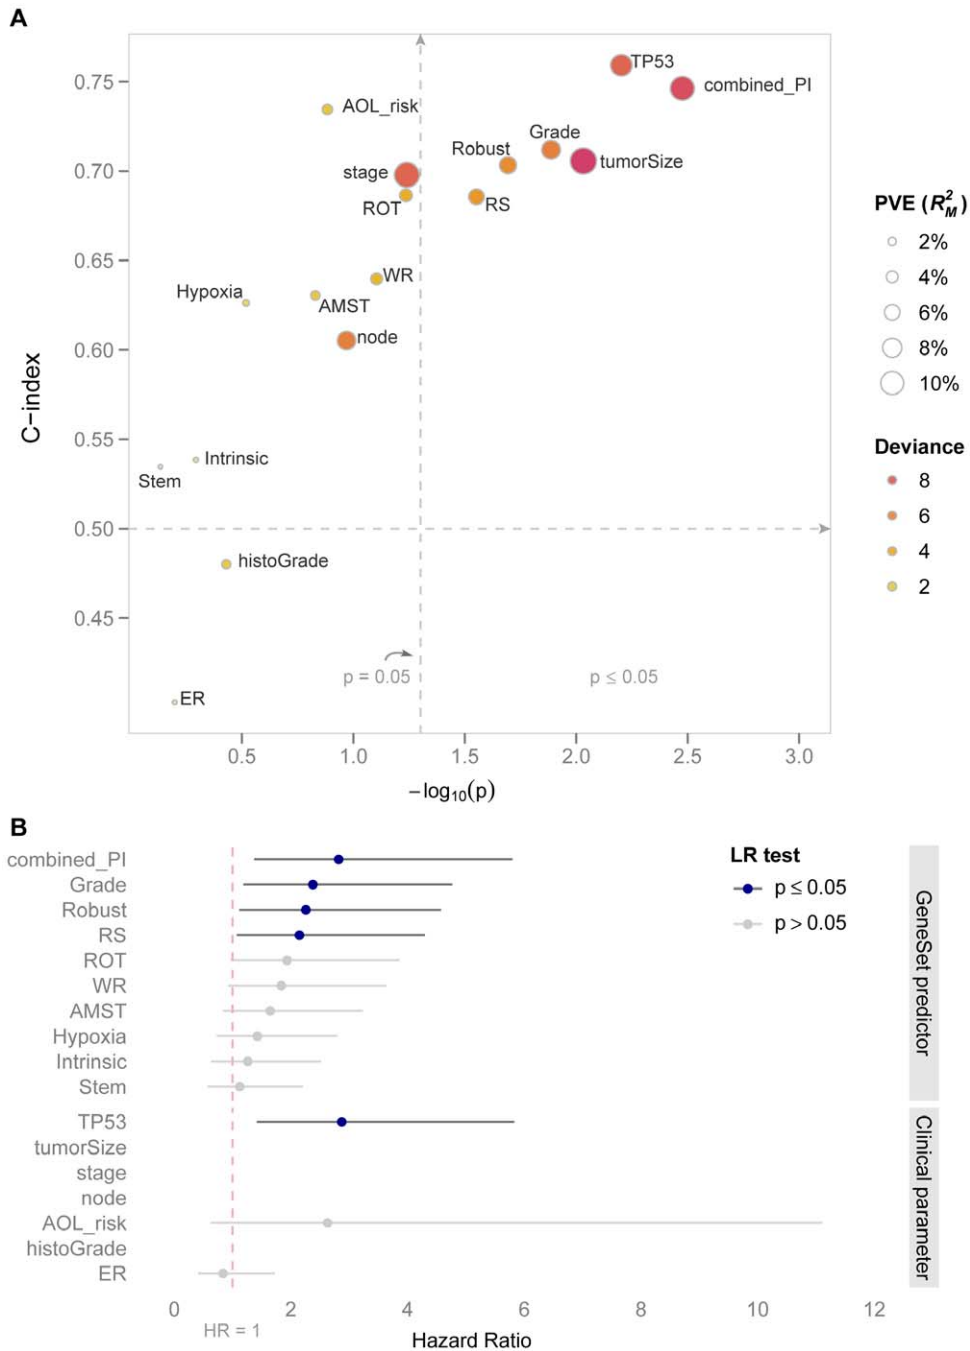 A
0.75
0.70
0.65
0.60
0.55
0.50
0.45
C−index
TP53
combined_PI
AOL_risk
Grade
Robust
tumorSize
stage
ROT
RS
WR
Hypoxia
AMST
node
Intrinsic
Stem
histoGrade
p = 0.05
p ≤ 0.05
ER
0.5 1.0 1.5 2.0 2.5 3.0
−log10(p)
PVE (R²M)
2%
4%
6%
8%
10%
Deviance
8
6
4
2
B
combined_PI
Grade
Robust
RS
ROT
WR
AMST
Hypoxia
Intrinsic
Stem
TP53
tumorSize
stage
node
AOL_risk
histoGrade
ER
LR test
p ≤ 0.05
p > 0.05
GeneSet predictor
Clinical parameter
0 2 4 6 8 10 12
HR = 1
Hazard Ratio